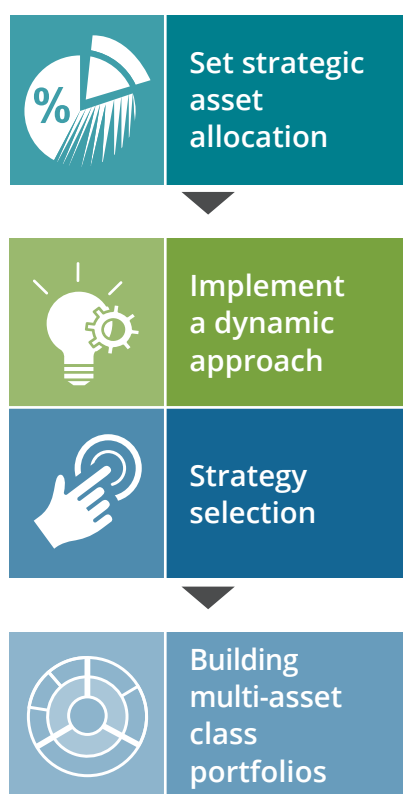 %
Set strategic
asset
allocation
Implement
a dynamic
approach
Strategy
selection
Building
multi-asset
class
portfolios